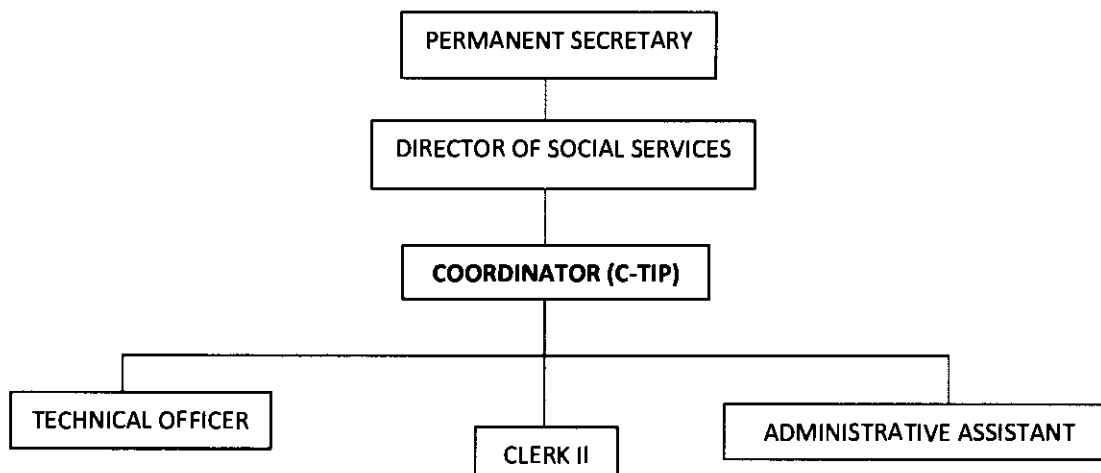 PERMANENT SECRETARY
DIRECTOR OF SOCIAL SERVICES
COORDINATOR (C-TIP)
TECHNICAL OFFICER
CLERK II
ADMINISTRATIVE ASSISTANT